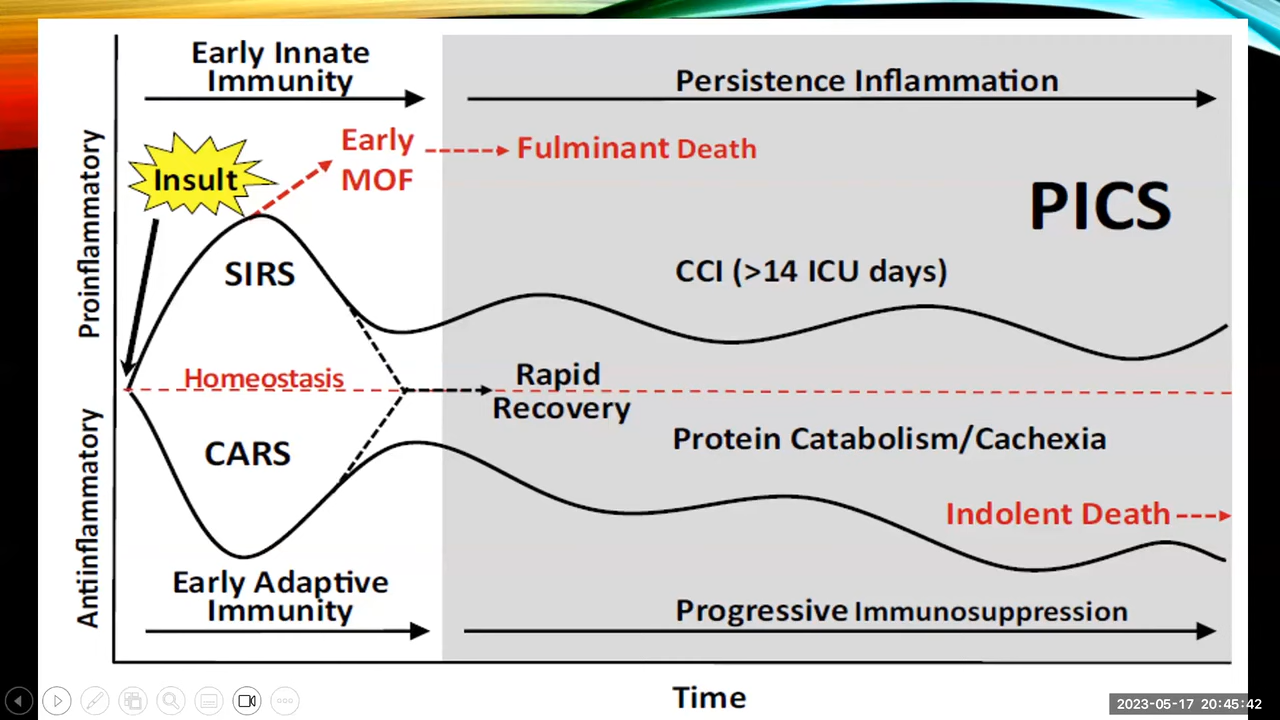 Early Innate
Immunity
Persistence Inflammation
Proinflammatory
Insult
Early
MOF
Fulminant Death
PICS
SIRS
CCI (>14 ICU days)
Homeostasis
Rapid
Recovery
Antiinflammatory
CARS
Protein Catabolism/Cachexia
Indolent Death
Early Adaptive
Immunity
Progressive Immunosuppression
Time
2023-05-17 20:45:42